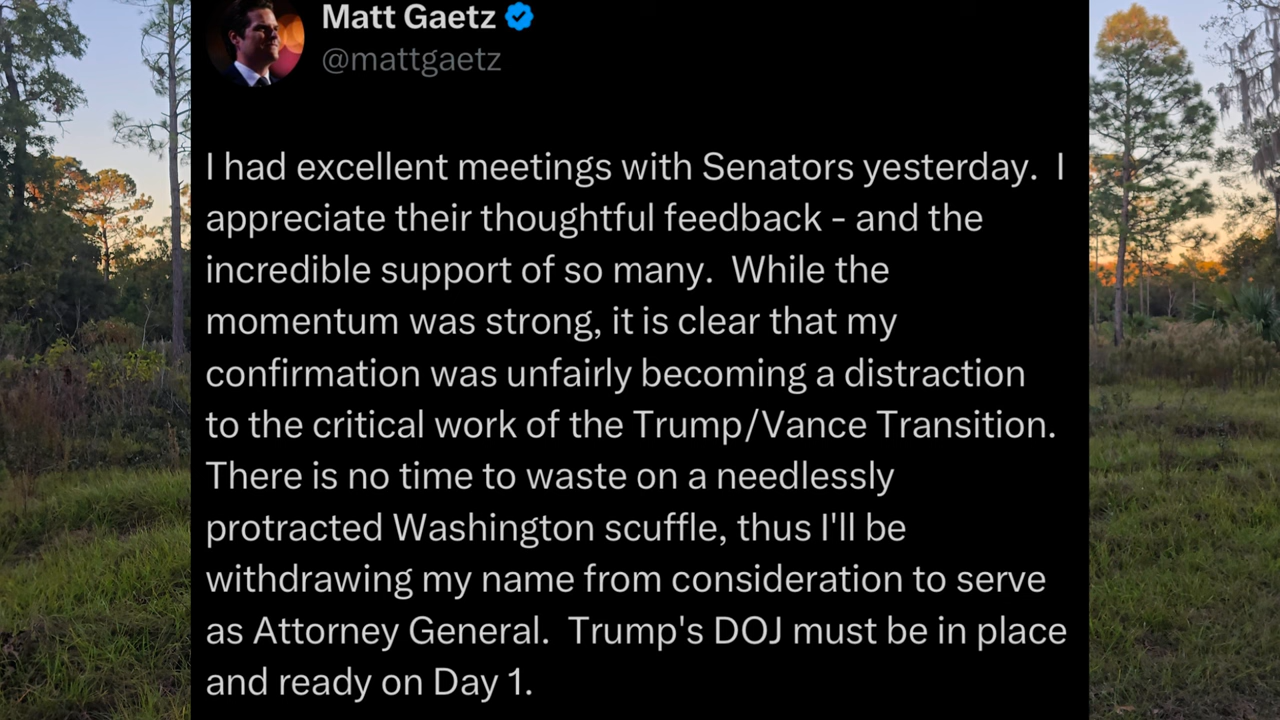 Matt Gaetz
@mattgaetz
I had excellent meetings with Senators yesterday.  I
appreciate their thoughtful feedback - and the
incredible support of so many.  While the
momentum was strong, it is clear that my
confirmation was unfairly becoming a distraction
to the critical work of the Trump/Vance Transition.
There is no time to waste on a needlessly
protracted Washington scuffle, thus I'll be
withdrawing my name from consideration to serve
as Attorney General.  Trump's DOJ must be in place
and ready on Day 1.